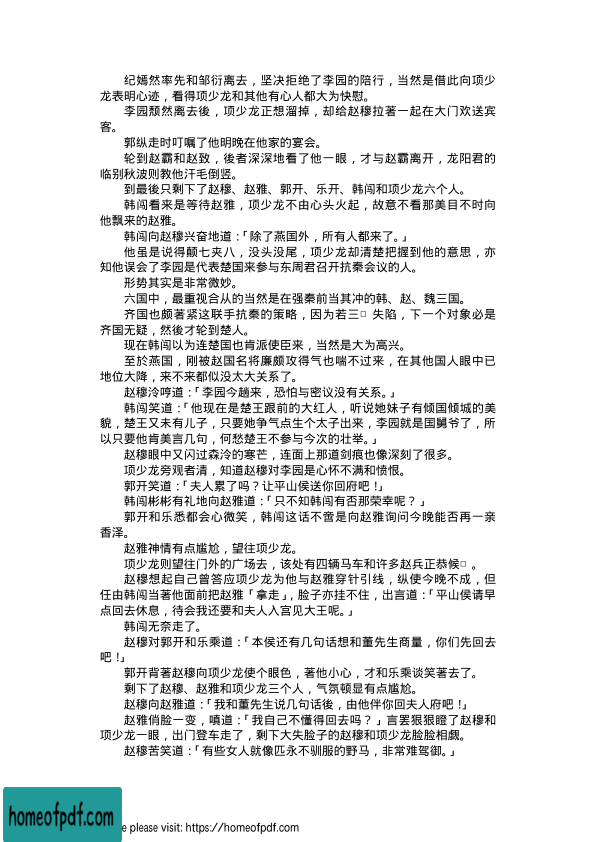 纪嫣然率先和邹衍离去，坚决拒绝了李园的陪行，当然是借此向项少
龙表明心迹，看得项少龙和其他有心人都大为快慰。
李园颓然离去後，项少龙正想溜掉，却给赵穆拉著一起在大门欢送宾
客。
郭纵走时叮嘱了他明晚在他家的宴会。
轮到赵霸和赵致，後者深深地看了他一眼，才与赵霸离开，龙阳君的
临别秋波则教他汗毛倒竖。
到最後只剩下了赵穆、赵雅、郭开、乐开、韩闯和项少龙六个人。
韩闯看来是等待赵雅，项少龙不由心头火起，故意不看那美目不时向
他飘来的赵雅。
韩闯向赵穆兴奋地道：「除了燕国外，所有人都来了。」
他虽是说得颠七夹八，没头没尾，项少龙却清楚把握到他的意思，亦
知他误会了李园是代表楚国来参与东周君召开抗秦会议的人。
形势其实是非常微妙。
六国中，最重视合从的当然是在强秦前当其冲的韩、赵、魏三国。
齐国也颇著紧这联手抗秦的策略，因为若三□失陷，下一个对象必是
齐国无疑，然後才轮到楚人。
现在韩闯以为连楚国也肯派使臣来，当然是大为高兴。
至於燕国，刚被赵国名将廉颇攻得气也喘不过来，在其他国人眼中已
地位大降，来不来都似没太大关系了。
赵穆泠哼道：「李园今趟来，恐怕与密议没有关系。」
韩闯笑道：「他现在是楚王跟前的大红人，听说她妹子有倾国倾城的美
貌，楚王又未有儿子，只要她争气点生个太子出来，李园就是国舅爷了，所
以只要他肯美言几句，何愁楚王不参与今次的壮举。」
赵穆眼中又闪过森泠的寒芒，连面上那道剑痕也像深刻了很多。
项少龙旁观者清，知道赵穆对李园是心怀不满和愤恨。
郭开笑道：「夫人累了吗？让平山侯送你回府吧！」
韩闯彬彬有礼地向赵雅道：「只不知韩闯有否那荣幸呢？」
郭开和乐悉都会心微笑，韩闯这话不啻是向赵雅询问今晚能否再一亲
香泽。
赵雅神情有点尴尬，望往项少龙。
项少龙则望往门外的广场去，该处有四辆马车和许多赵兵正恭候□。
赵穆想起自己曾答应项少龙为他与赵雅穿针引线，纵使今晚不成，但
任由韩闯当著他面前把赵雅「拿走」，脸子亦挂不住，出言道：「平山侯请早
点回去休息，待会我还要和夫人入宫见大王呢。」
韩闯无奈走了。
赵穆对郭开和乐乘道：「本侯还有几句话想和董先生商量，你们先回去
吧！」
郭开背著赵穆向项少龙使个眼色，著他小心，才和乐乘谈笑著去了。
剩下了赵穆、赵雅和项少龙三个人，气氛顿显有点尴尬。
赵穆向赵雅道：「我和董先生说几句话後，由他伴你回夫人府吧！」
赵雅俏脸一变，嗔道：「我自己不懂得回去吗？」言罢狠狠瞪了赵穆和
项少龙一眼，出门登车走了，剩下大失脸子的赵穆和项少龙脸脸相觑。
赵穆苦笑道：「有些女人就像匹永不驯服的野马，非常难驾御。」
homeofpdf.com
e please visit: https://homeofpdf.com